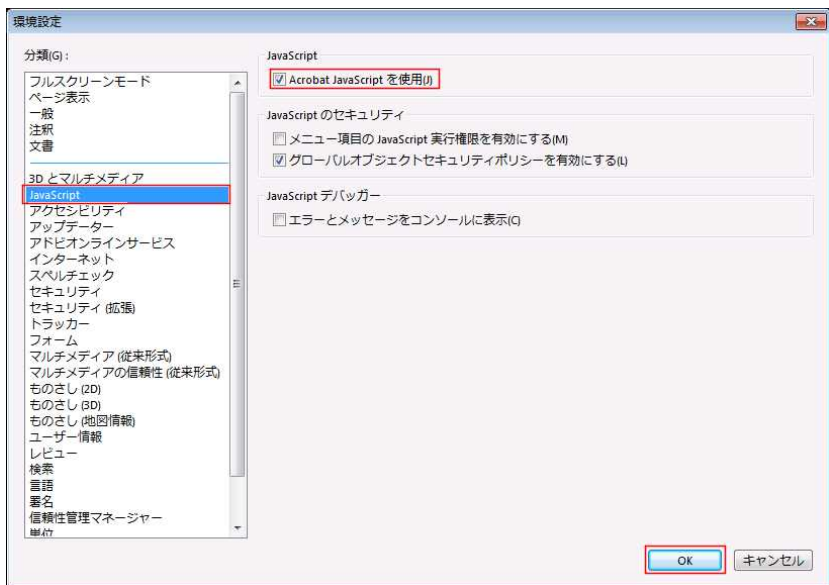 環境設定
分類(G):
フルスクリーンモード
ページ表示
一般
注釈
文書
3D とマルチメディア
JavaScript
アクセシビリティ
アップデーター
アドビオンラインサービス
インターネット
スペルチェック
セキュリティ
セキュリティ (拡張)
トラッカー
フォーム
マルチメディア (従来形式)
マルチメディアの信頼性 (従来形式)
ものさし (2D)
ものさし (3D)
ものさし (地図情報)
ユーザー情報
レビュー
検索
言語
署名
信頼性管理マネージャー
単位
JavaScript
Acrobat JavaScript を使用(J)
JavaScript のセキュリティ
メニュー項目の JavaScript 実行権限を有効にする(M)
グローバルオブジェクトセキュリティポリシーを有効にする(L)
JavaScript デバッガー
エラーとメッセージをコンソールに表示(C)
OK
キャンセル